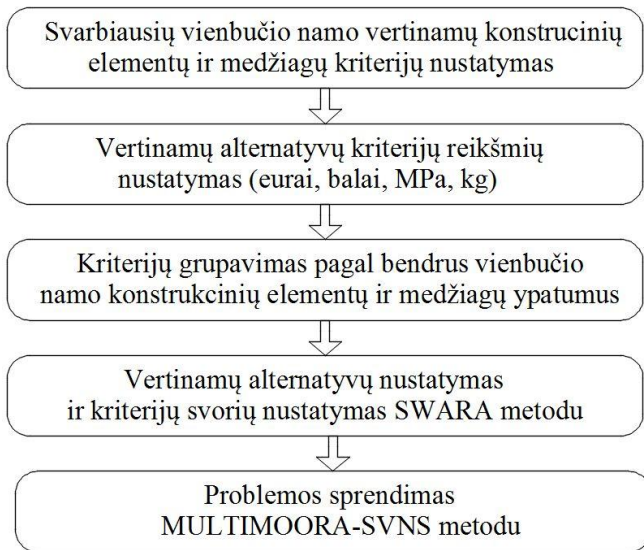 Svarbiausių vienbučio namo vertinamų konstrucinių
elementų ir medžiagų kriterijų nustatymas
Vertinamų alternatyvų kriterijų reikšmių
nustatymas (eurai, balai, MPa, kg)
Kriterijų grupavimas pagal bendrus vienbučio
namo konstrukcinių elementų ir medžiagų ypatumus
Vertinamų alternatyvų nustatymas
ir kriterijų svorių nustatymas SWARA metodu
Problemos sprendimas
MULTIMOORA-SVNS metodu